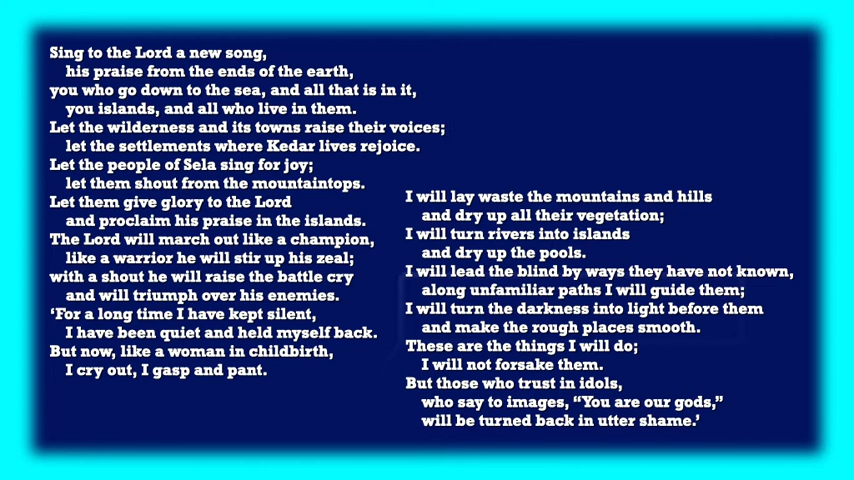 Sing to the Lord a new song,
his praise from the ends of the earth,
you who go down to the sea, and all that is in it,
you islands, and all who live in them.
Let the wilderness and its towns raise their voices;
let the settlements where Kedar lives rejoice.
Let the people of Sela sing for joy;
let them shout from the mountaintops.
Let them give glory to the Lord
and proclaim his praise in the islands.
The Lord will march out like a champion,
like a warrior he will stir up his zeal;
with a shout he will raise the battle cry
and will triumph over his enemies.
‘For a long time I have kept silent,
I have been quiet and held myself back.
But now, like a woman in childbirth,
I cry out, I gasp and pant.
I will lay waste the mountains and hills
and dry up all their vegetation;
I will turn rivers into islands
and dry up the pools.
I will lead the blind by ways they have not known,
along unfamiliar paths I will guide them;
I will turn the darkness into light before them
and make the rough places smooth.
These are the things I will do;
I will not forsake them.
But those who trust in idols,
who say to images, “You are our gods,”
will be turned back in utter shame.’